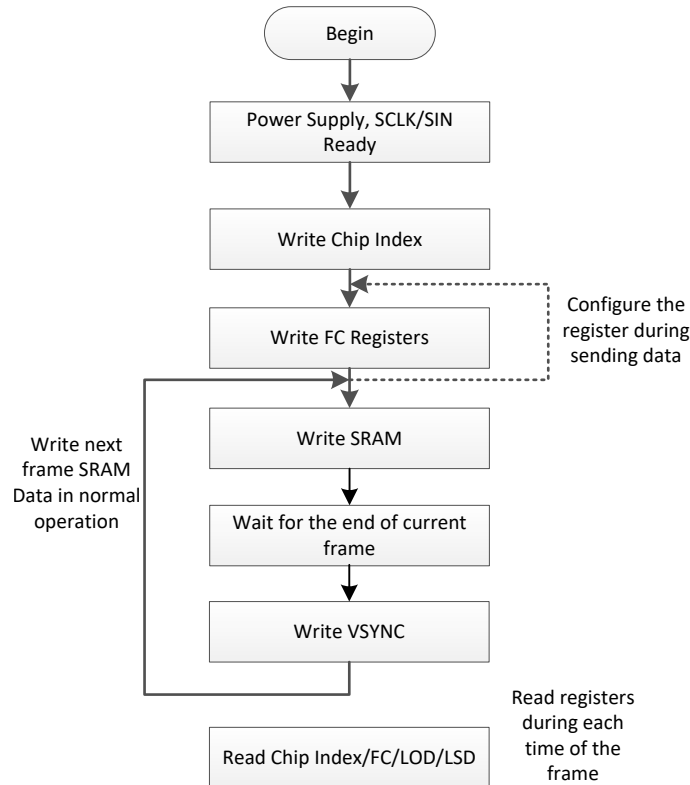 Begin
Power Supply, SCLK/SIN
Ready
Write Chip Index
Configure the
register during
sending data
Write FC Registers
Write next
frame SRAM
Data in normal
operation
Write SRAM
Wait for the end of current
frame
Write VSYNC
Read registers
during each
time of the
frame
Read Chip Index/FC/LOD/LSD